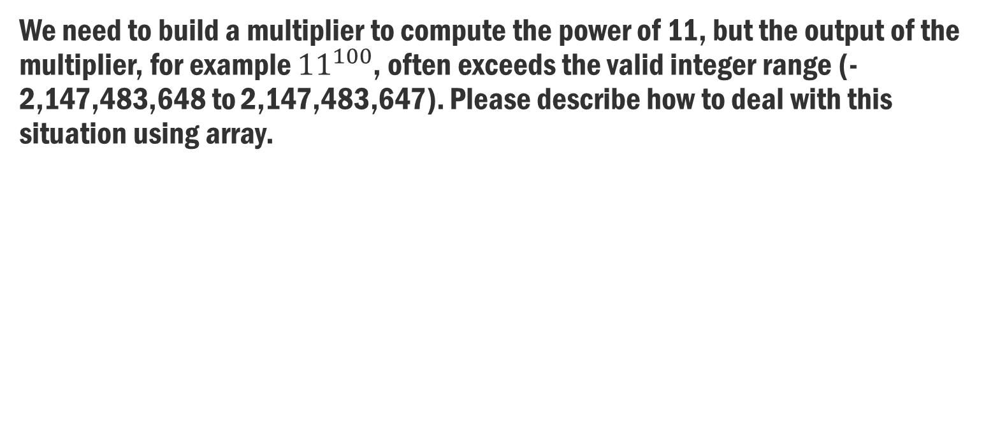 We need to build a multiplier to compute the power of 11, but the output of the
multiplier, for example 11^100, often exceeds the valid integer range (-
2,147,483,648 to 2,147,483,647). Please describe how to deal with this
situation using array.